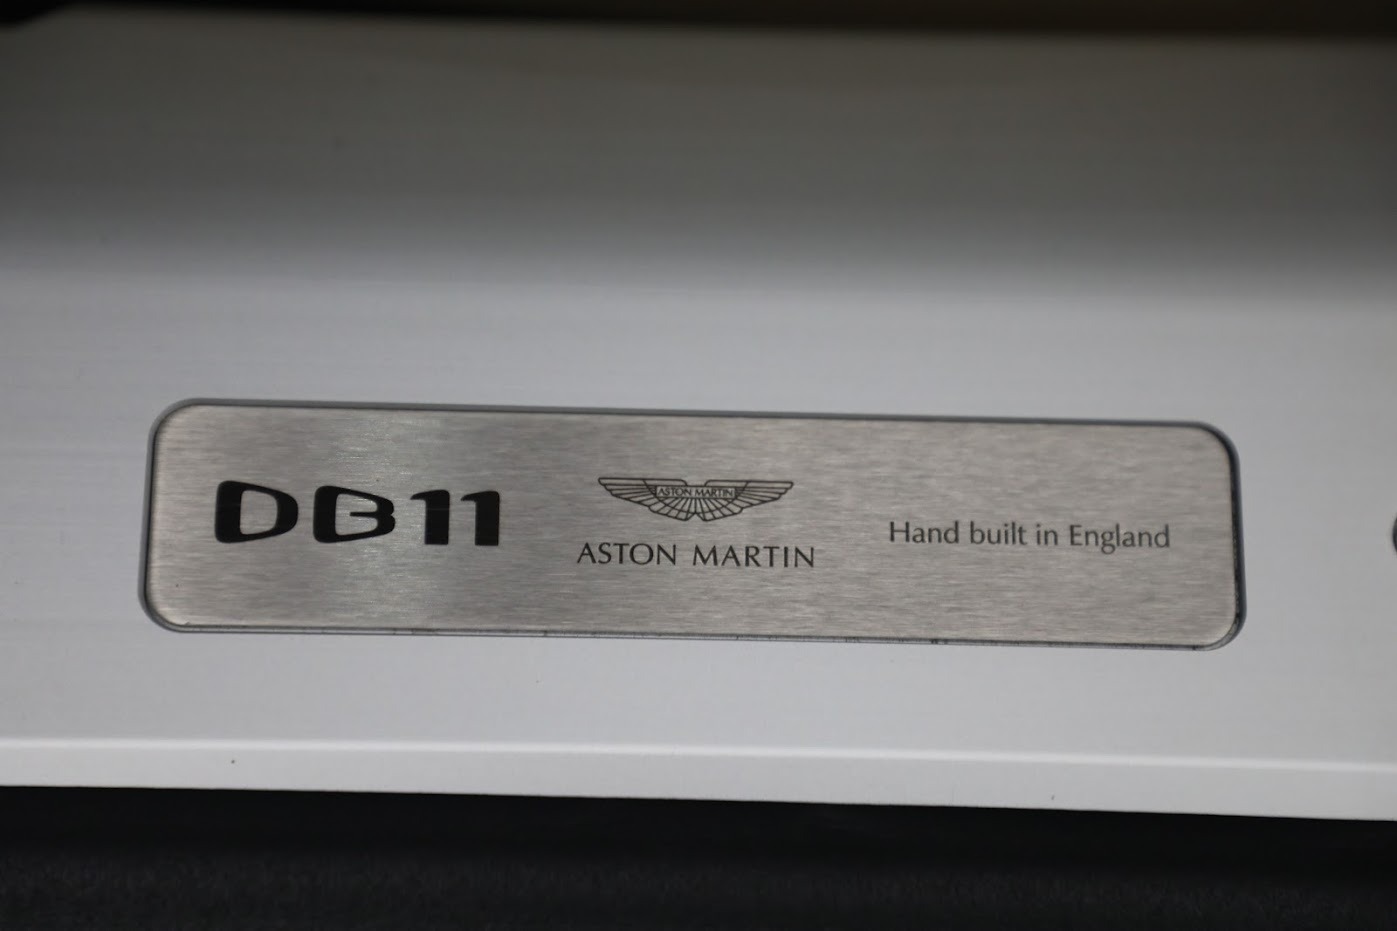 DB11
ASTON MARTIN
ASTON MARTIN
Hand built in England